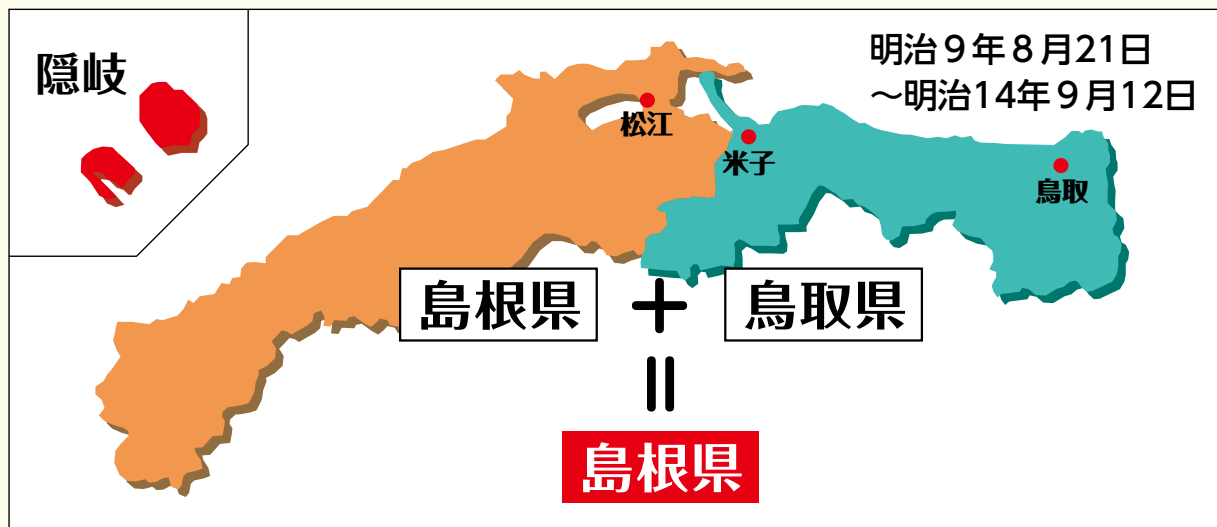 隠岐
明治９年８月21日
～明治14年９月12日
松江
米子
鳥取
島根県
＋
鳥取県
＝
島根県